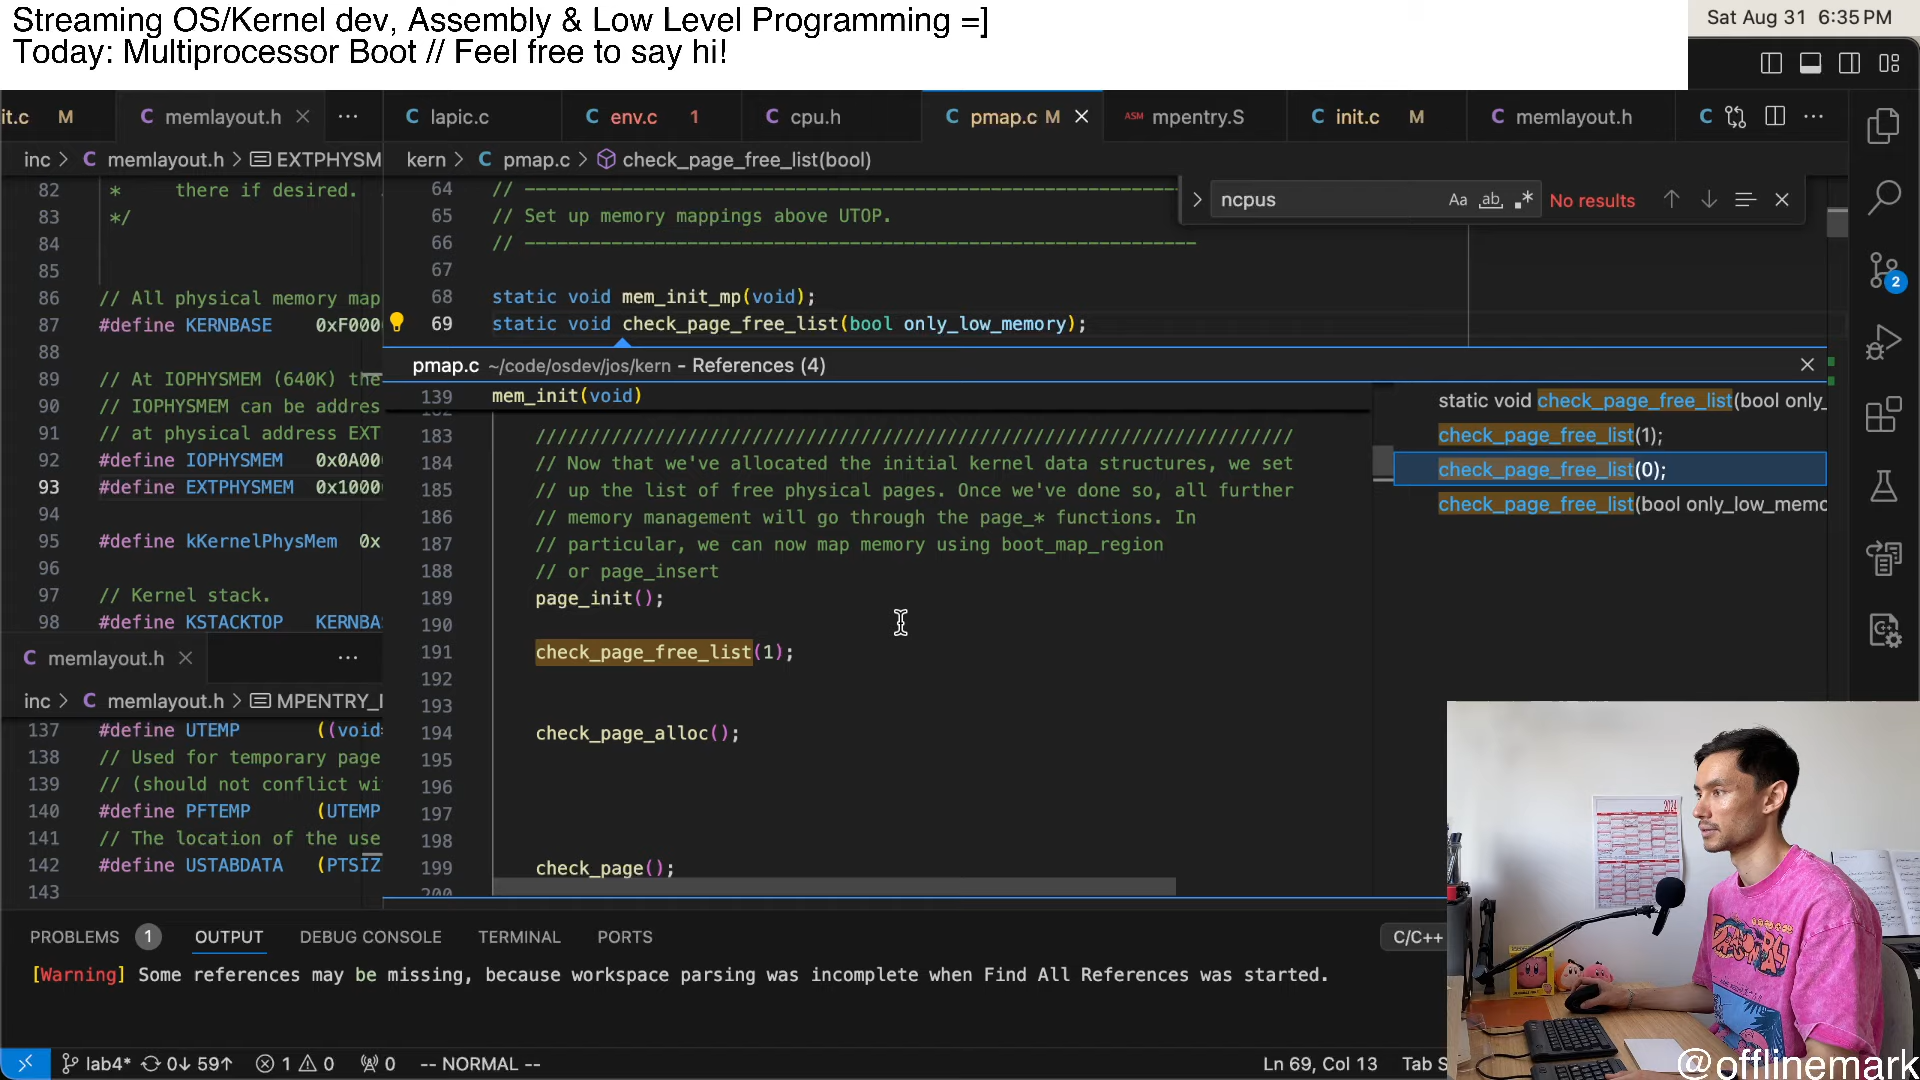 Streaming OS/Kernel dev, Assembly & Low Level Programming =]
Today: Multiprocessor Boot // Feel free to say hi!
Sat Aug 31 6:35 PM
it.c M
C memlayout.h
C lapic.c
C env.c 1
C cpu.h
C pmap.c M
ASM mpentry.S
C init.c M
C memlayout.h
C
inc > C memlayout.h > EXTPHYSM
kern > C pmap.c > check_page_free_list(bool)
ncpus Aa ab .* No results
82 * there if desired.
83 */
84
85
86 // All physical memory map
87 #define KERNBASE 0xF000
88
89 // At IOPHYSMEM (640K) the
90 // IOPHYSMEM can be addres
91 // at physical address EXT
92 #define IOPHYSMEM 0x0A00
93 #define EXTPHYSMEM 0x1000
94
95 #define kKernelPhysMem 0x
96
97 // Kernel stack.
98 #define KSTACKTOP KERNBA
C memlayout.h
inc > C memlayout.h > MPENTRY_
137 #define UTEMP ((void
138 // Used for temporary page
139 // (should not conflict wi
140 #define PFTEMP (UTEMP
141 // The location of the use
142 #define USTABDATA (PTSIZ
143
64 // ------------------------------------------------------------
65 // Set up memory mappings above UTOP.
66 // --------------------------------------------------------------
67
68 static void mem_init_mp(void);
69 static void check_page_free_list(bool only_low_memory);
pmap.c ~/code/osdev/jos/kern - References (4)
139 mem_init(void)
183 //////////////////////////////////////////////////////////////////////
184 // Now that we've allocated the initial kernel data structures, we set
185 // up the list of free physical pages. Once we've done so, all further
186 // memory management will go through the page_* functions. In
187 // particular, we can now map memory using boot_map_region
188 // or page_insert
189 page_init();
190
191 check_page_free_list(1);
192
193
194 check_page_alloc();
195
196
197
198
199 check_page();
200
static void check_page_free_list(bool only_
check_page_free_list(1);
check_page_free_list(0);
check_page_free_list(bool only_low_memo
2
PROBLEMS 1 OUTPUT DEBUG CONSOLE TERMINAL PORTS C/C++
[Warning] Some references may be missing, because workspace parsing was incomplete when Find All References was started.
lab4* 0↓ 59↑ 1 0 0 -- NORMAL -- Ln 69, Col 13 Tab S
2024
@offlinemark